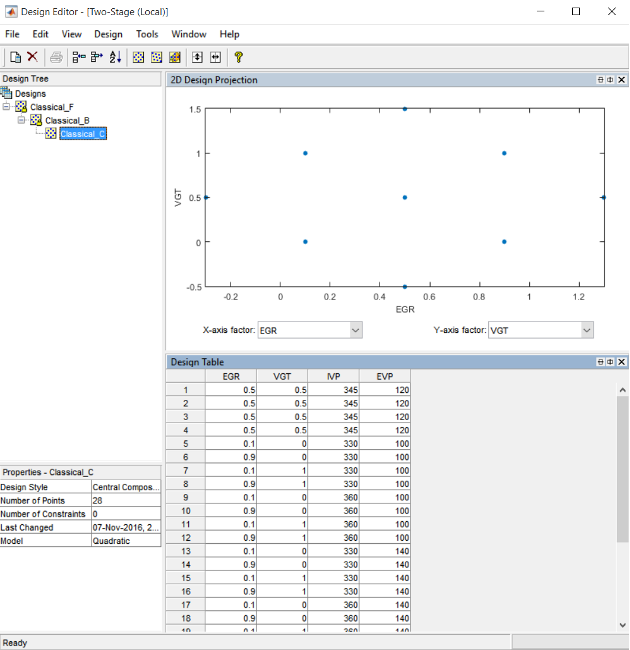 Design Editor - [Two-Stage (Local)]
File Edit View Design Tools Window Help
Design Tree
Designs
Classical_F
Classical_B
Classical_C
2D Design Projection
1.5
1
0.5
0
-0.5
VGT
-0.2 0 0.2 0.4 0.6 0.8 1 1.2
EGR
X-axis factor: EGR Y-axis factor: VGT
Properties - Classical_C
Design Style Central Compos...
Number of Points 28
Number of Constraints 0
Last Changed 07-Nov-2016, 2...
Model Quadratic
Design Table
EGR VGT IVP EVP
1 0.5 0.5 345 120
2 0.5 0.5 345 120
3 0.5 0.5 345 120
4 0.5 0.5 345 120
5 0.1 0 330 100
6 0.9 0 330 100
7 0.1 1 330 100
8 0.9 1 330 100
9 0.1 0 360 100
10 0.9 0 360 100
11 0.1 1 360 100
12 0.9 1 360 100
13 0.1 0 330 140
14 0.9 0 330 140
15 0.1 1 330 140
16 0.9 1 330 140
17 0.1 0 360 140
18 0.9 0 360 140
19 0.1 1 360 140
Ready